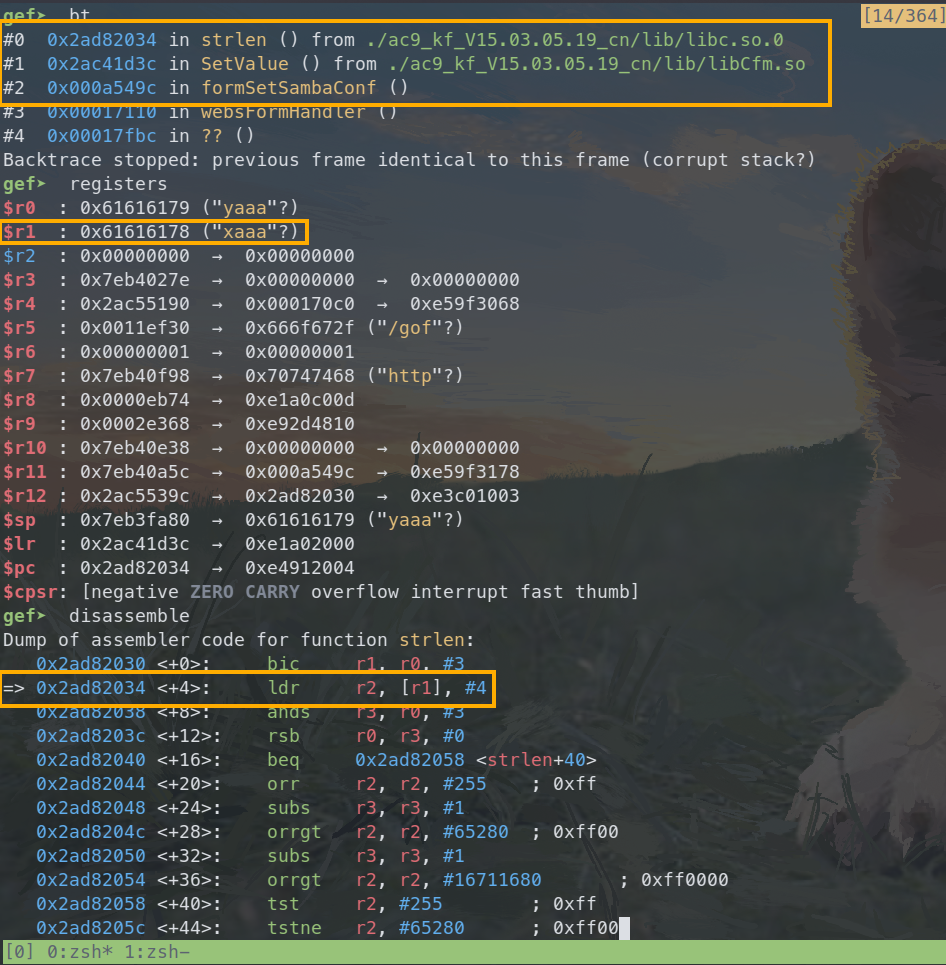 gef➤  bt
[14/364]
#0  0x2ad82034 in strlen () from ./ac9_kf_V15.03.05.19_cn/lib/libc.so.0
#1  0x2ac41d3c in SetValue () from ./ac9_kf_V15.03.05.19_cn/lib/libCfm.so
#2  0x000a549c in formSetSambaConf ()
#3  0x00017110 in websFormHandler ()
#4  0x00017fbc in ?? ()
Backtrace stopped: previous frame identical to this frame (corrupt stack?)
gef➤  registers
$r0  : 0x61616179 ("yaaa"?)
$r1  : 0x61616178 ("xaaa"?)
$r2  : 0x00000000  →  0x00000000
$r3  : 0x7eb4027e  →  0x00000000  →  0x00000000
$r4  : 0x2ac55190  →  0x000170c0  →  0xe59f3068
$r5  : 0x0011ef30  →  0x666f672f ("/gof"?)
$r6  : 0x00000001  →  0x00000001
$r7  : 0x7eb40f98  →  0x70747468 ("http"?)
$r8  : 0x0000eb74  →  0xe1a0c00d
$r9  : 0x0002e368  →  0xe92d4810
$r10 : 0x7eb40e38  →  0x00000000  →  0x00000000
$r11 : 0x7eb40a5c  →  0x000a549c  →  0xe59f3178
$r12 : 0x2ac5539c  →  0x2ad82030  →  0xe3c01003
$sp  : 0x7eb3fa80  →  0x61616179 ("yaaa"?)
$lr  : 0x2ac41d3c  →  0xe1a02000
$pc  : 0x2ad82034  →  0xe4912004
$cpsr: [negative ZERO CARRY overflow interrupt fast thumb]
gef➤  disassemble
Dump of assembler code for function strlen:
   0x2ad82030 <+0>:	bic	r1, r0, #3
=> 0x2ad82034 <+4>:	ldr	r2, [r1], #4
   0x2ad82038 <+8>:	ands	r3, r0, #3
   0x2ad8203c <+12>:	rsb	r0, r3, #0
   0x2ad82040 <+16>:	beq	0x2ad82058 <strlen+40>
   0x2ad82044 <+20>:	orr	r2, r2, #255	; 0xff
   0x2ad82048 <+24>:	subs	r3, r3, #1
   0x2ad8204c <+28>:	orrgt	r2, r2, #65280	; 0xff00
   0x2ad82050 <+32>:	subs	r3, r3, #1
   0x2ad82054 <+36>:	orrgt	r2, r2, #16711680	; 0xff0000
   0x2ad82058 <+40>:	tst	r2, #255	; 0xff
   0x2ad8205c <+44>:	tstne	r2, #65280	; 0xff00
[0] 0:zsh* 1:zsh-